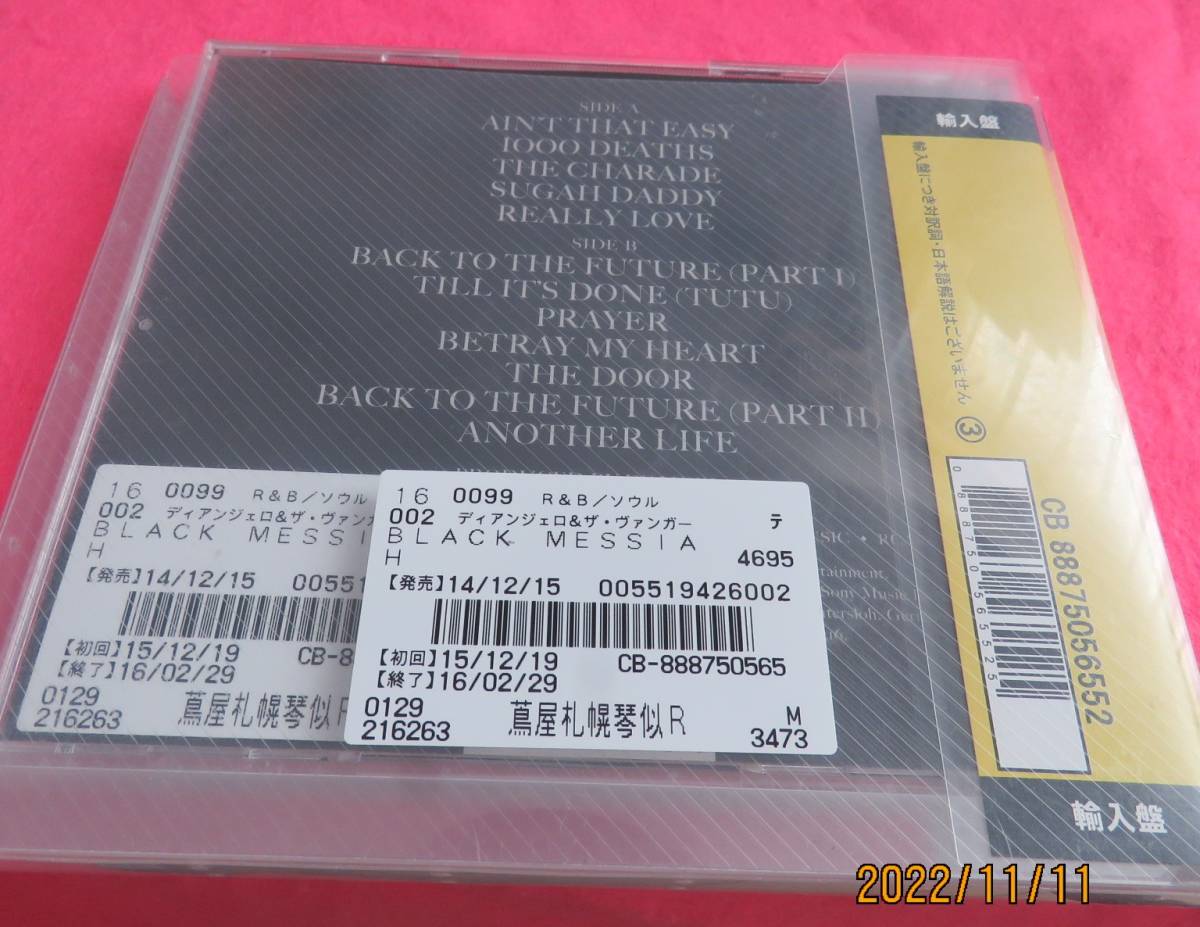 SIDE A
AIN'T THAT EASY
1000 DEATHS
THE CHARADE
SUGAH DADDY
REALLY LOVE
SIDE B
BACK TO THE FUTURE (PART I)
TILL IT'S DONE (TUTU)
PRAYER
BETRAY MY HEART
THE DOOR
BACK TO THE FUTURE (PART II)
ANOTHER LIFE
Sony Music
16 0099 R&B/ソウル
002 ディアンジェロ&ザ・ヴァンガ
BLACK MESSI
H
【発売】14/12/15 00551
【初回】15/12/19 CB-8
【終了】16/02/29
0129
216263 蔦屋札幌琴似R
16 0099 R&B/ソウル
002 ディアンジェロ&ザ・ヴァンガー テ
BLACK MESSIA
H 4695
【発売】14/12/15 005519426002
【初回】15/12/19 CB-888750565
【終了】16/02/29
0129 M
216263 蔦屋札幌琴似R 3473
輸入盤
輸入盤につき対訳詞・日本語解説はございません ③
0 888750 565525
CB 88875056552
輸入盤
2022/11/11